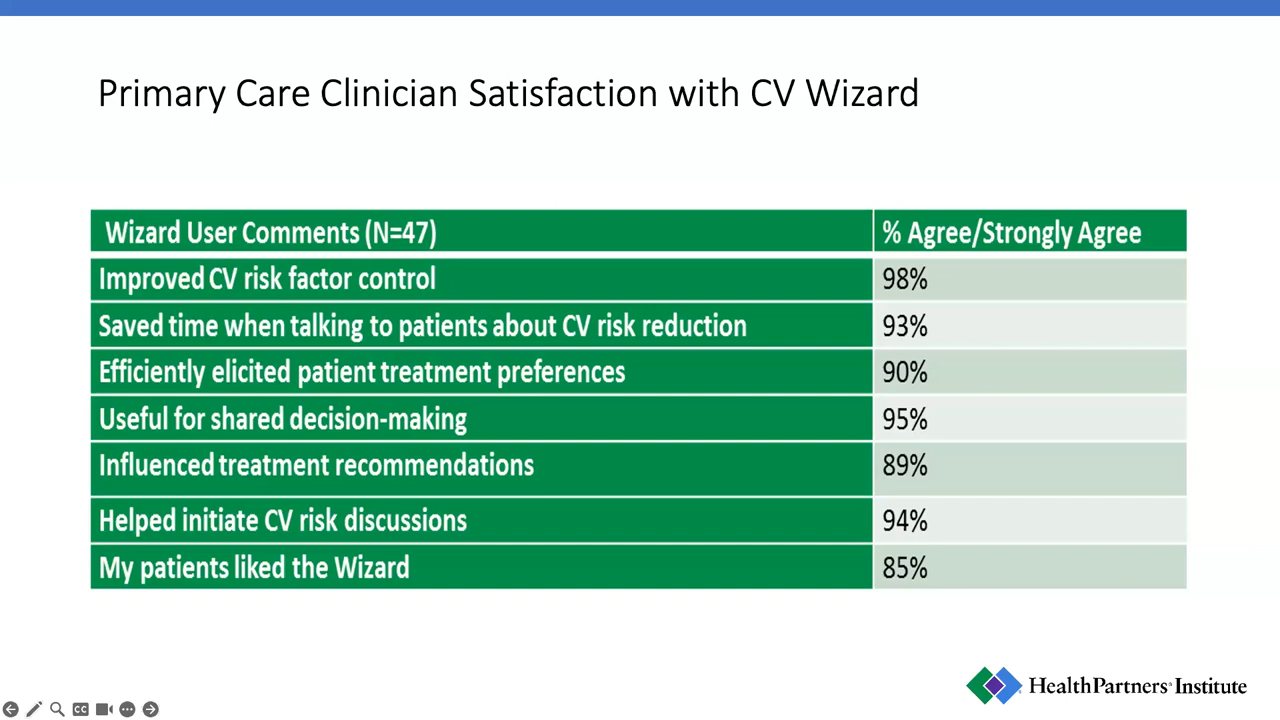 Primary Care Clinician Satisfaction with CV Wizard
Wizard User Comments (N=47) % Agree/Strongly Agree
Improved CV risk factor control 98%
Saved time when talking to patients about CV risk reduction 93%
Efficiently elicited patient treatment preferences 90%
Useful for shared decision-making 95%
Influenced treatment recommendations 89%
Helped initiate CV risk discussions 94%
My patients liked the Wizard 85%
HealthPartners® Institute
CC